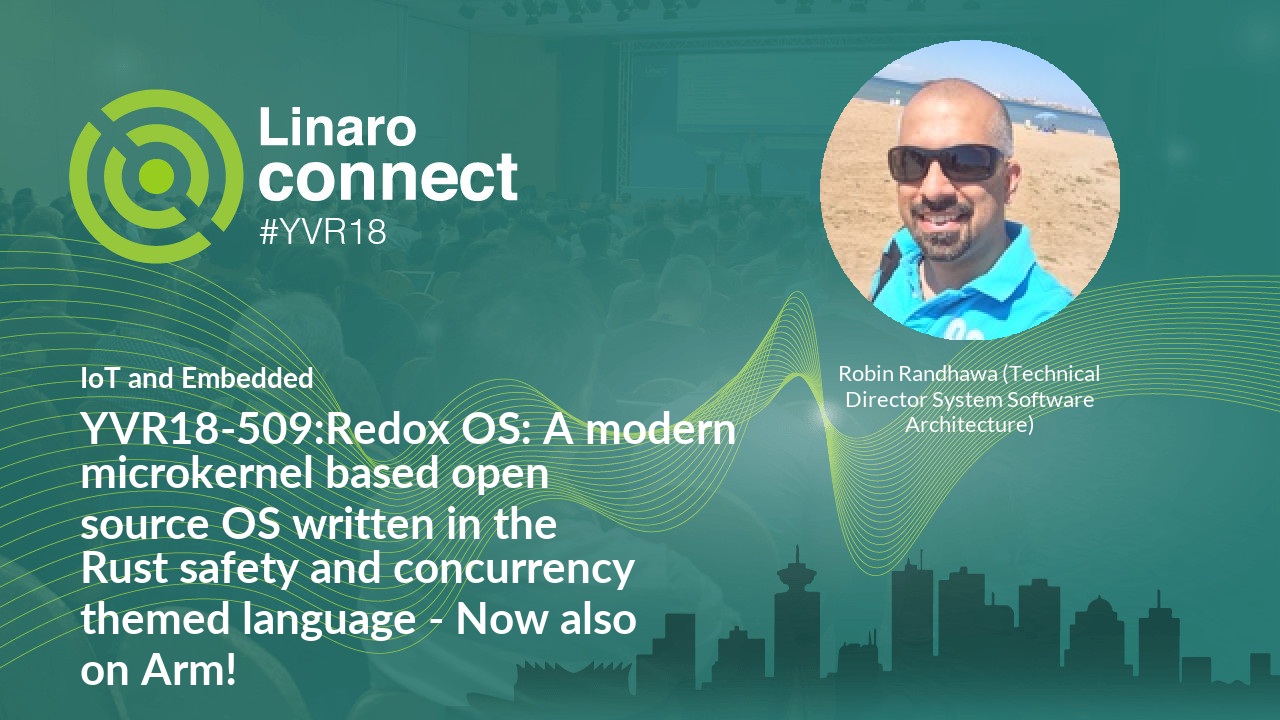 Linaro
connect
#YVR18
IoT and Embedded
YVR18-509:Redox OS: A modern
microkernel based open
source OS written in the
Rust safety and concurrency
themed language - Now also
on Arm!
Robin Randhawa (Technical
Director System Software
Architecture)